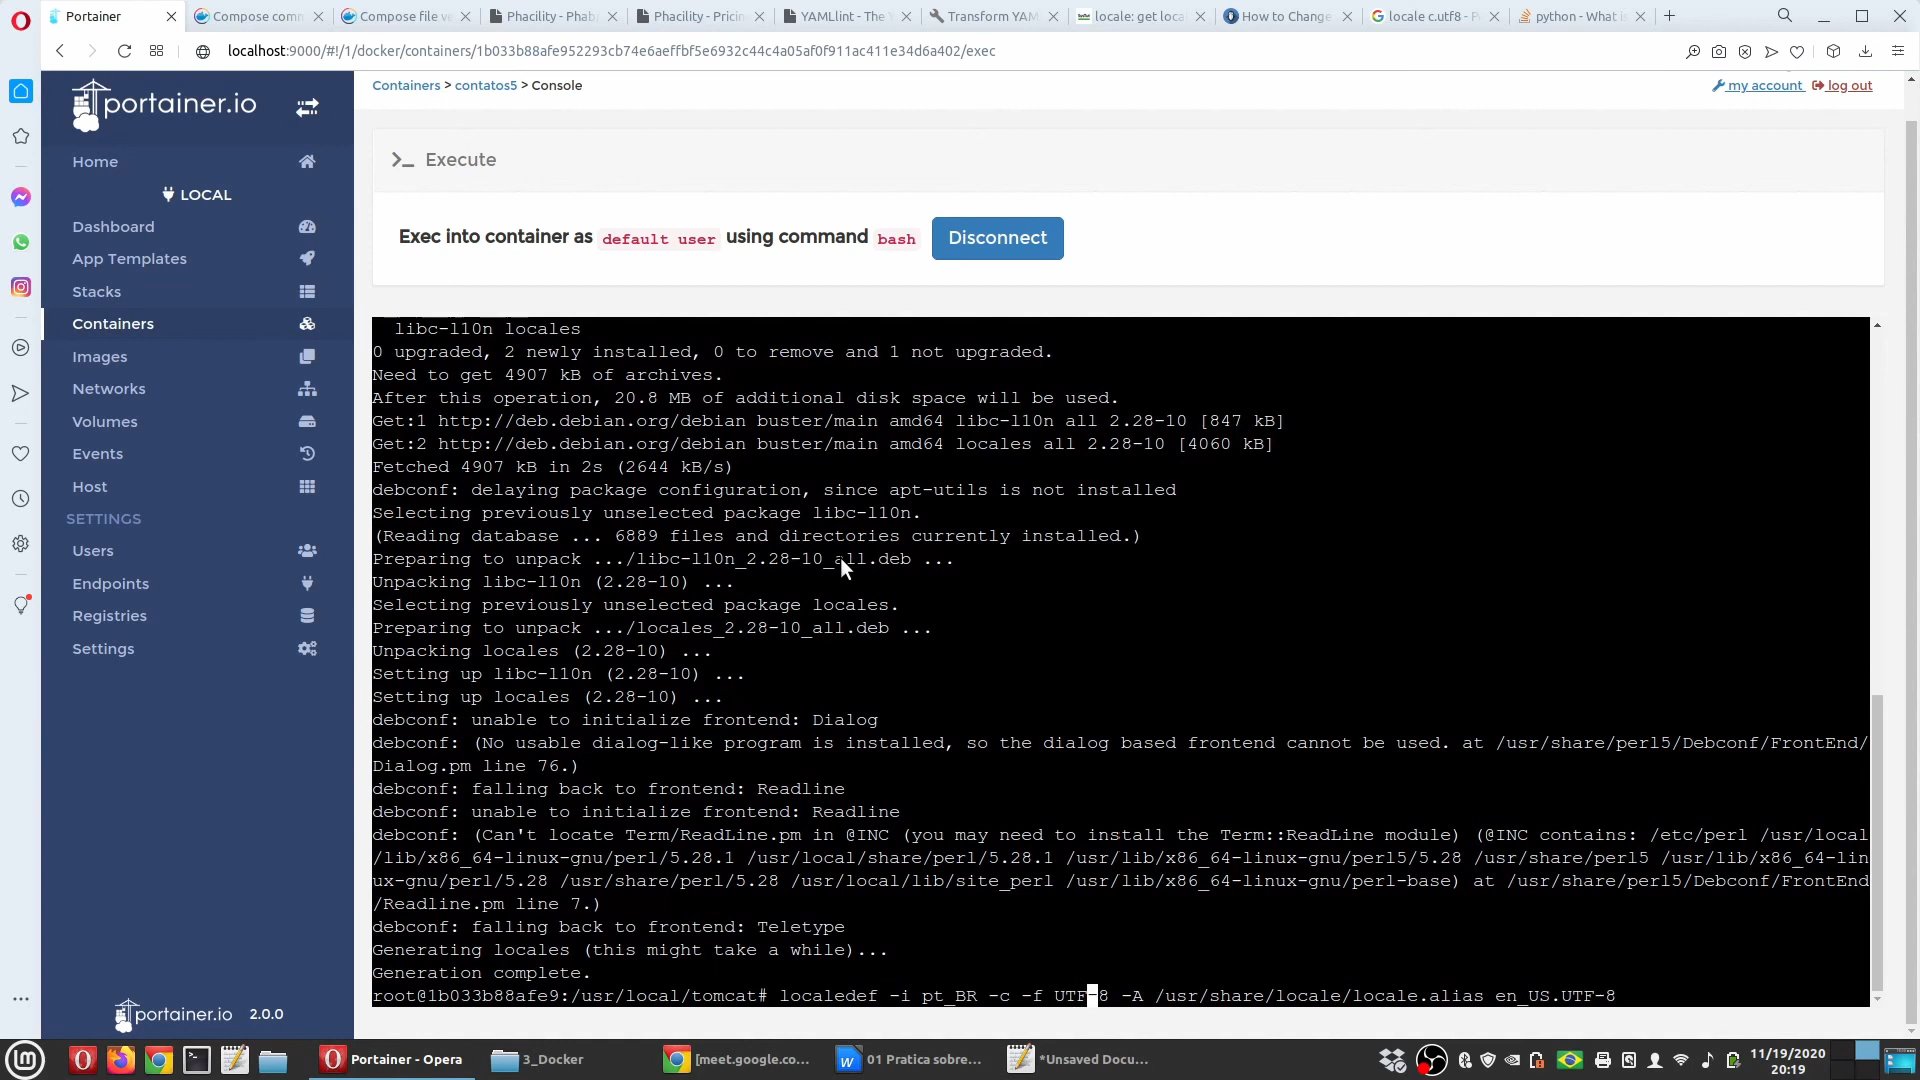 Portainer
Compose comm
Compose file ve
Phacility - Phab
Phacility - Pricin
YAMLlint - The Y
Transform YAM
locale: get local
How to Change
locale c.utf8 - P
python - What is
localhost:9000/#!/1/docker/containers/1b033b88afe952293cb74e6aeffbf5e6932c44c4a05af0f911ac411e34d6a402/exec
portainer.io
Home
LOCAL
Dashboard
App Templates
Stacks
Containers
Images
Networks
Volumes
Events
Host
SETTINGS
Users
Endpoints
Registries
Settings
portainer.io 2.0.0
Containers > contatos5 > Console
my account log out
>_ Execute
Exec into container as default user using command bash Disconnect
libc-l10n locales
0 upgraded, 2 newly installed, 0 to remove and 1 not upgraded.
Need to get 4907 kB of archives.
After this operation, 20.8 MB of additional disk space will be used.
Get:1 http://deb.debian.org/debian buster/main amd64 libc-l10n all 2.28-10 [847 kB]
Get:2 http://deb.debian.org/debian buster/main amd64 locales all 2.28-10 [4060 kB]
Fetched 4907 kB in 2s (2644 kB/s)
debconf: delaying package configuration, since apt-utils is not installed
Selecting previously unselected package libc-l10n.
(Reading database ... 6889 files and directories currently installed.)
Preparing to unpack .../libc-l10n_2.28-10_all.deb ...
Unpacking libc-l10n (2.28-10) ...
Selecting previously unselected package locales.
Preparing to unpack .../locales_2.28-10_all.deb ...
Unpacking locales (2.28-10) ...
Setting up libc-l10n (2.28-10) ...
Setting up locales (2.28-10) ...
debconf: unable to initialize frontend: Dialog
debconf: (No usable dialog-like program is installed, so the dialog based frontend cannot be used. at /usr/share/perl5/Debconf/FrontEnd/
Dialog.pm line 76.)
debconf: falling back to frontend: Readline
debconf: unable to initialize frontend: Readline
debconf: (Can't locate Term/ReadLine.pm in @INC (you may need to install the Term::ReadLine module) (@INC contains: /etc/perl /usr/local
/lib/x86_64-linux-gnu/perl/5.28.1 /usr/local/share/perl/5.28.1 /usr/lib/x86_64-linux-gnu/perl5/5.28 /usr/share/perl5 /usr/lib/x86_64-lin
ux-gnu/perl/5.28 /usr/share/perl/5.28 /usr/local/lib/site_perl /usr/lib/x86_64-linux-gnu/perl-base) at /usr/share/perl5/Debconf/FrontEnd
/Readline.pm line 7.)
debconf: falling back to frontend: Teletype
Generating locales (this might take a while)...
Generation complete.
root@1b033b88afe9:/usr/local/tomcat# localedef -i pt_BR -c -f UTF-8 -A /usr/share/locale/locale.alias en_US.UTF-8
Portainer - Opera
3_Docker
[meet.google.co...
01 Pratica sobre...
*Unsaved Docu...
11/19/2020
20:19